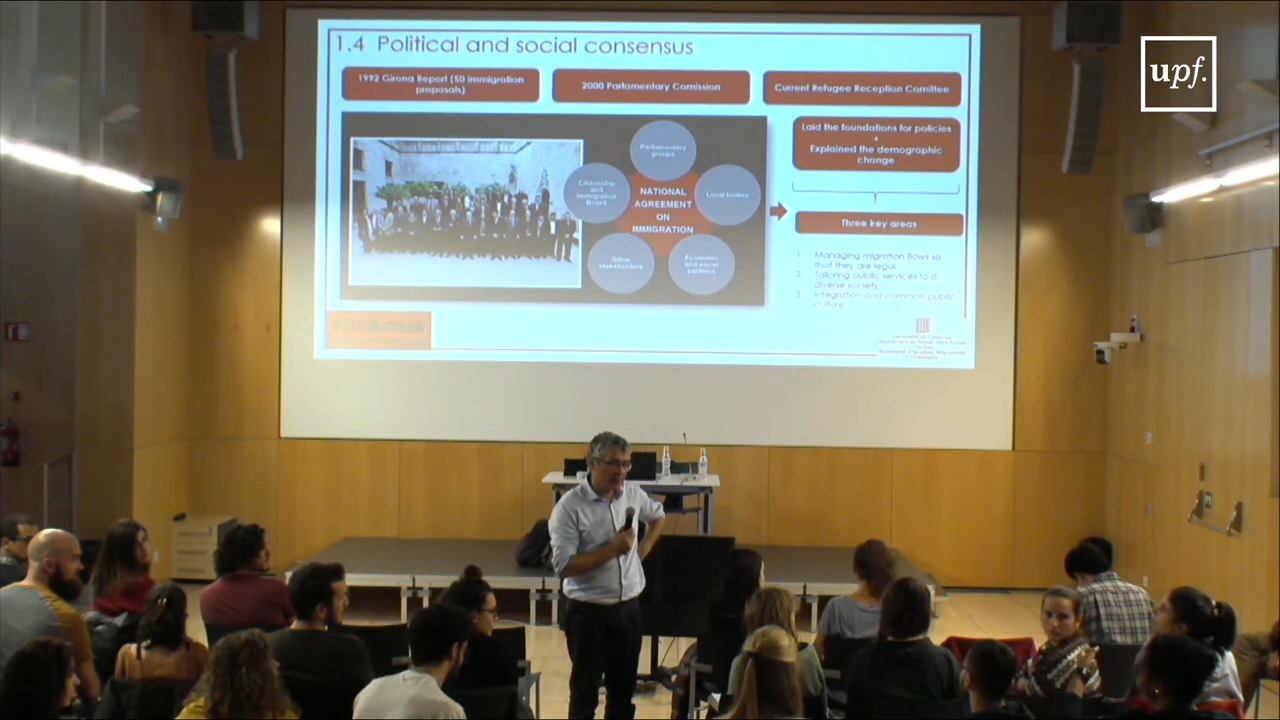 1.4 Political and social consensus
upf.
1992 Girona Report (50 immigration
proposals)
2000 Parlamentary Comission
Current Refugee Reception Comittee
Laid the foundations for policies
+
Explained the demographic
change
Parliamentary
groups
Citizenship
and
Immigration
Board
NATIONAL
AGREEMENT
ON
IMMIGRATION
Local bodies
Other
stakeholders
Economic
and social
partners
Three key areas
1. Managing migration flows so
that they are legal
2. Tailoring public services to a
diverse society
3. Integration and common public
culture